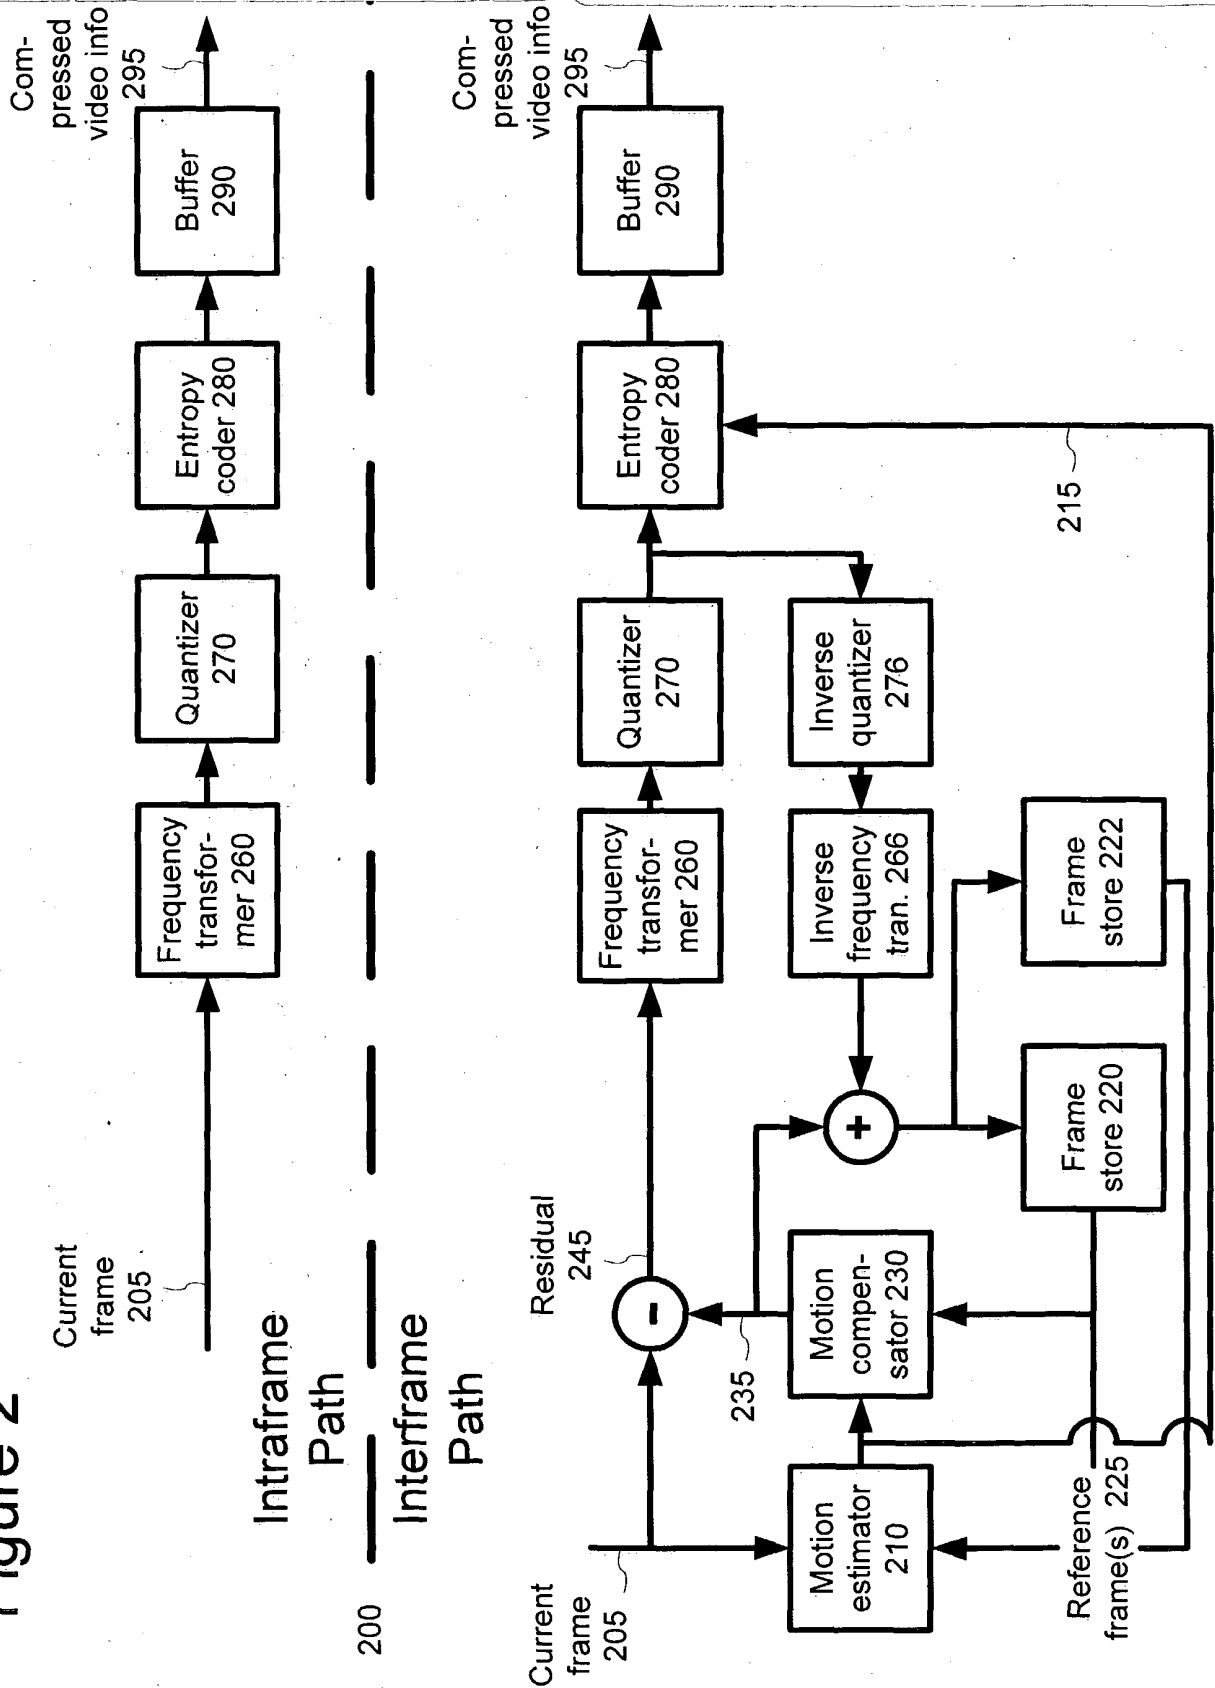 Figure 2
Current
frame
205
Frequency
transfor-
mer 260
Quantizer
270
Entropy
coder 280
Buffer
290
Com-
pressed
video info
295
Intraframe
Path
200
Interframe
Path
Current
frame
205
Residual
245
-
Frequency
transfor-
mer 260
Quantizer
270
Entropy
coder 280
Buffer
290
Com-
pressed
video info
295
235
Motion
estimator
210
Motion
compen-
sator 230
+
Inverse
frequency
tran. 266
Inverse
quantizer
276
Reference
frame(s) 225
Frame
store 220
Frame
store 222
215